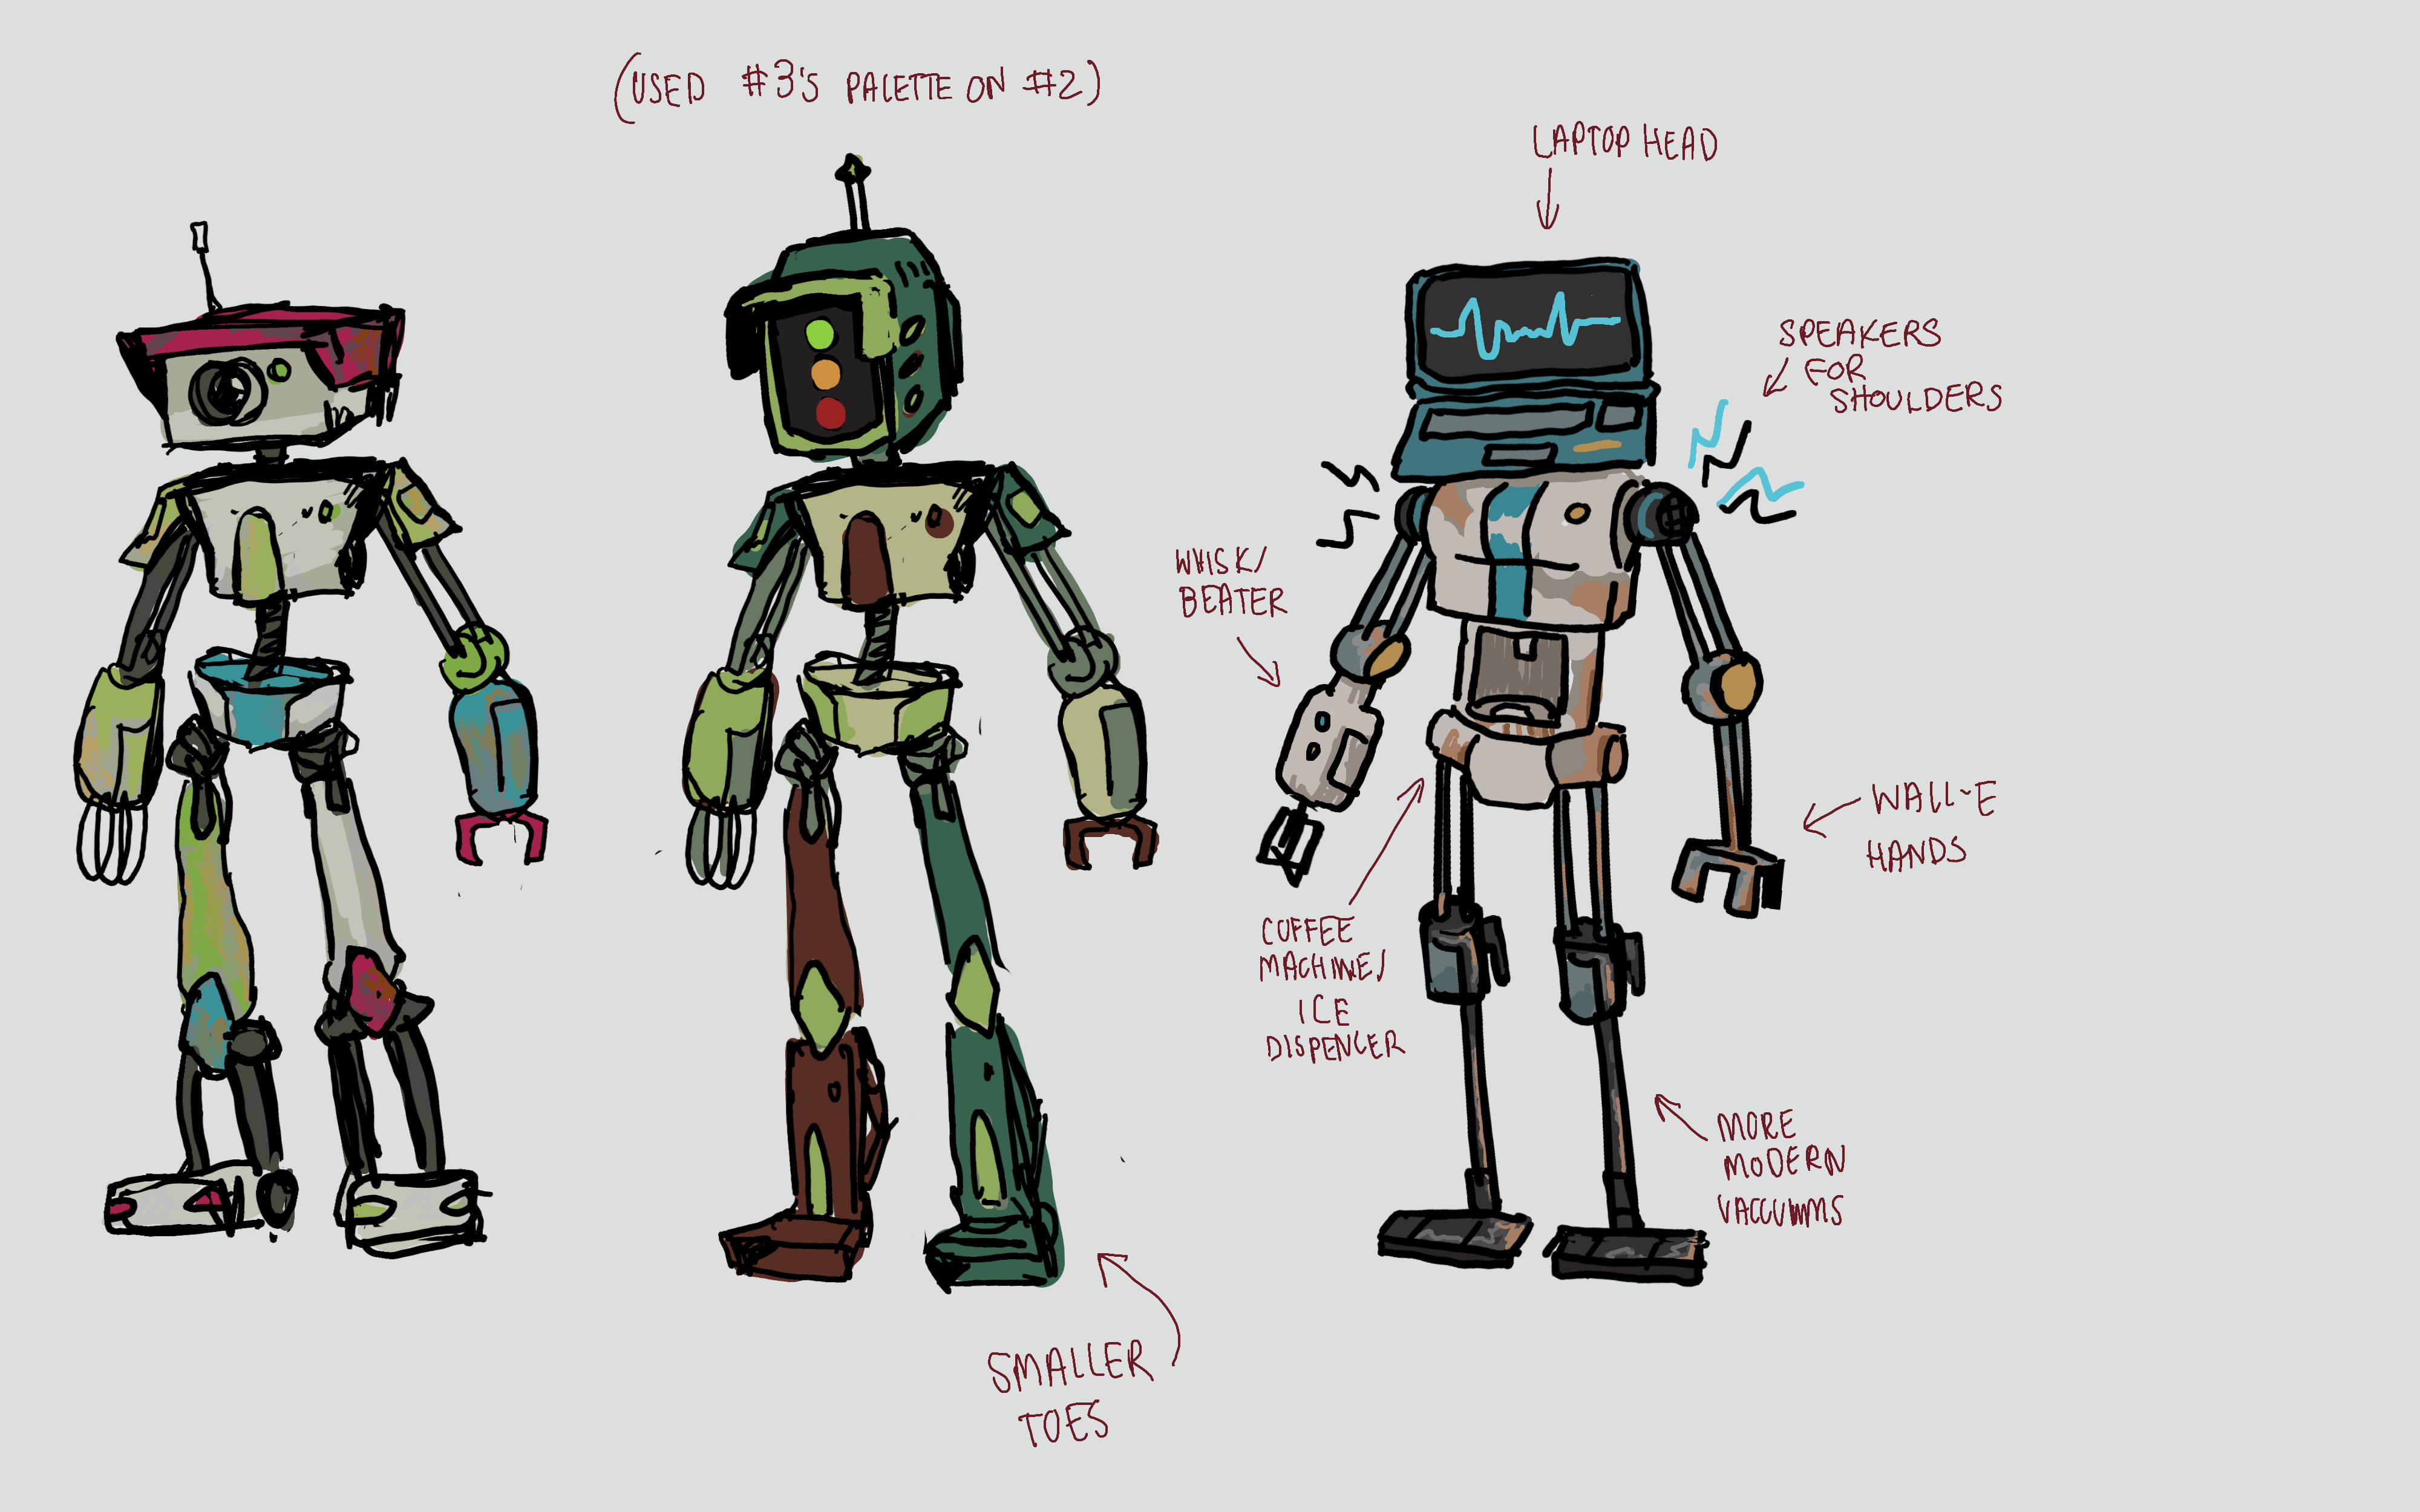 (USED #3'S PALETTE ON #2)
LAPTOP HEAD
SPEAKERS
FOR
SHOULDERS
WHISK/
BEATER
WALL-E
HANDS
COFFEE
MACHINE/
ICE
DISPENCER
MORE
MODERN
VACCUUMS
SMALLER
TOES